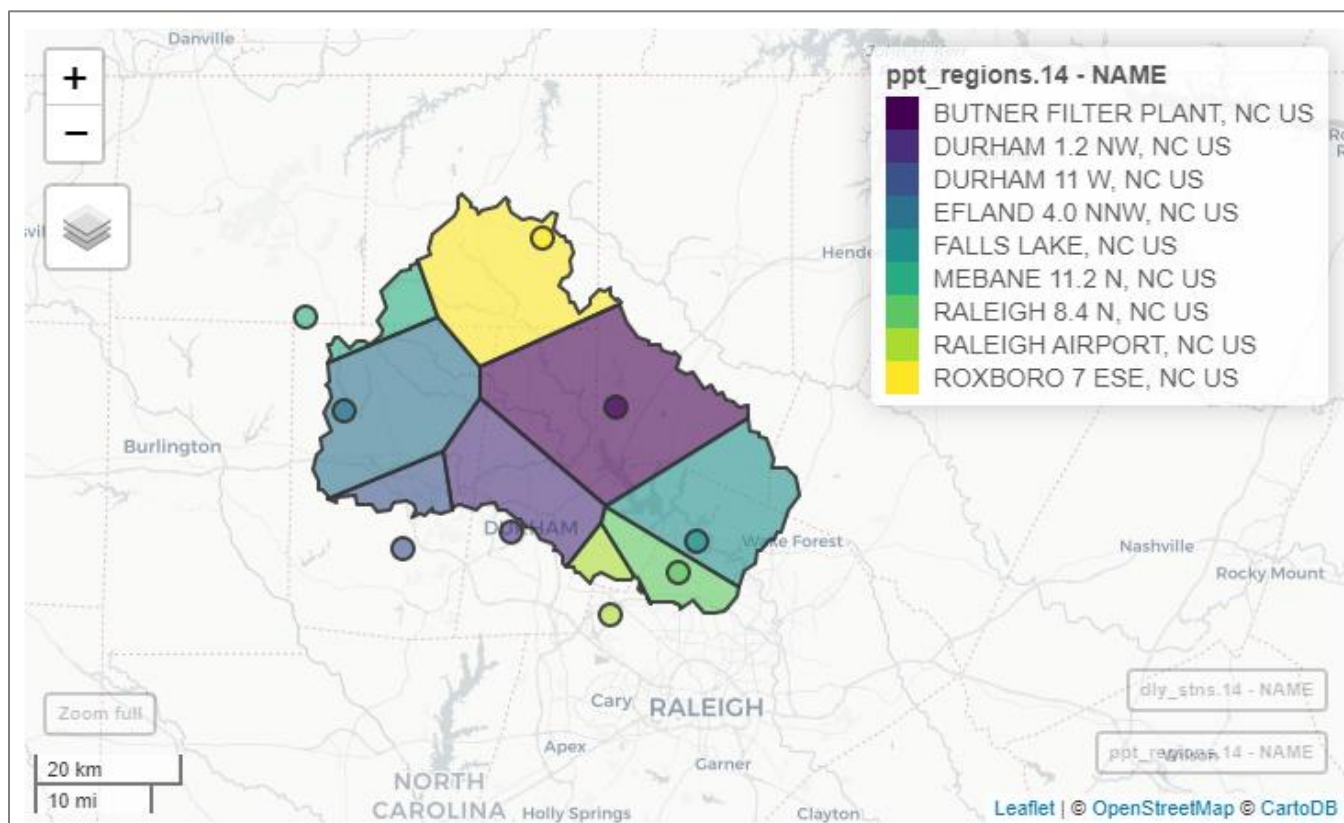 Danville
+
−
ppt_regions.14 - NAME
BUTNER FILTER PLANT, NC US
DURHAM 1.2 NW, NC US
DURHAM 11 W, NC US
EFLAND 4.0 NNW, NC US
FALLS LAKE, NC US
MEBANE 11.2 N, NC US
RALEIGH 8.4 N, NC US
RALEIGH AIRPORT, NC US
ROXBORO 7 ESE, NC US
Hende
Burlington
DURHAM
Wake Forest
Nashville
Rocky Mount
Zoom full
Cary
RALEIGH
dly_stns.14 - NAME
Apex
Garner
ppt_regions.14 - NAME
Wilson
20 km
10 mi
NORTH
CAROLINA
Holly Springs
Clayton
Leaflet | © OpenStreetMap © CartoDB